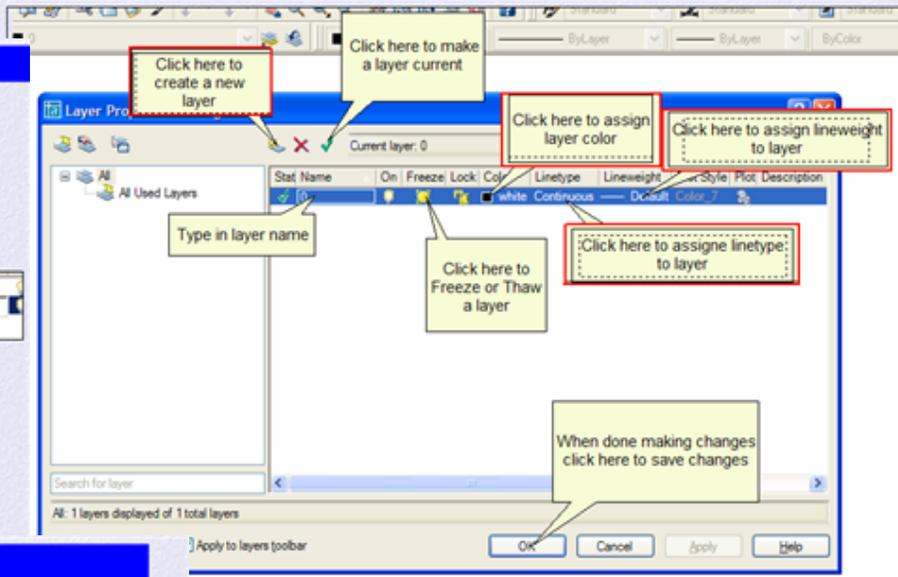 Standard
Standard
Standard
0
ByLayer
ByLayer
ByColor
Click here to make
a layer current
Click here to
create a new
layer
Layer Pro
Click here to assign
layer color
Click here to assign lineweight
to layer
Current layer: 0
All
All Used Layers
Stat Name On Freeze Lock Colo Linetype Lineweight Style Plot Description
0 white Continuous Default Color_7
Type in layer name
Click here to assigne linetype
to layer
Click here to
Freeze or Thaw
a layer
When done making changes
click here to save changes
Search for layer
All: 1 layers displayed of 1 total layers
Apply to layers toolbar
OK Cancel Apply Help